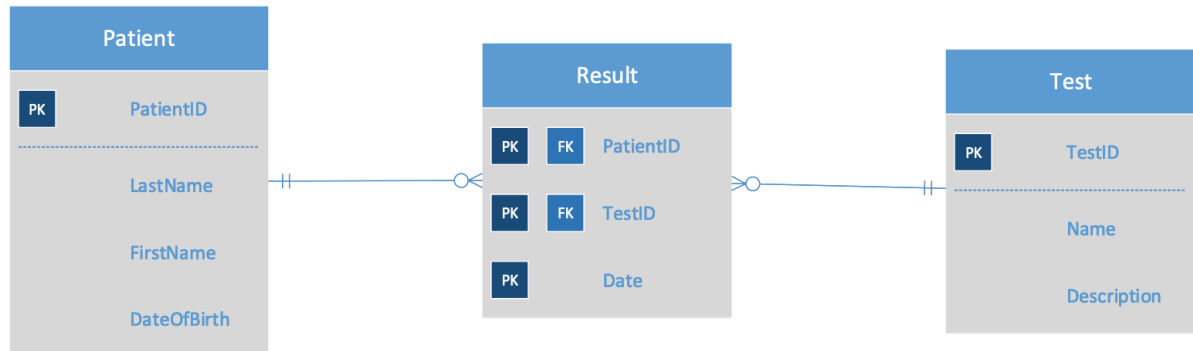 Patient
PK PatientID
LastName
FirstName
DateOfBirth
Result
PK FK PatientID
PK FK TestID
PK Date
Test
PK TestID
Name
Description